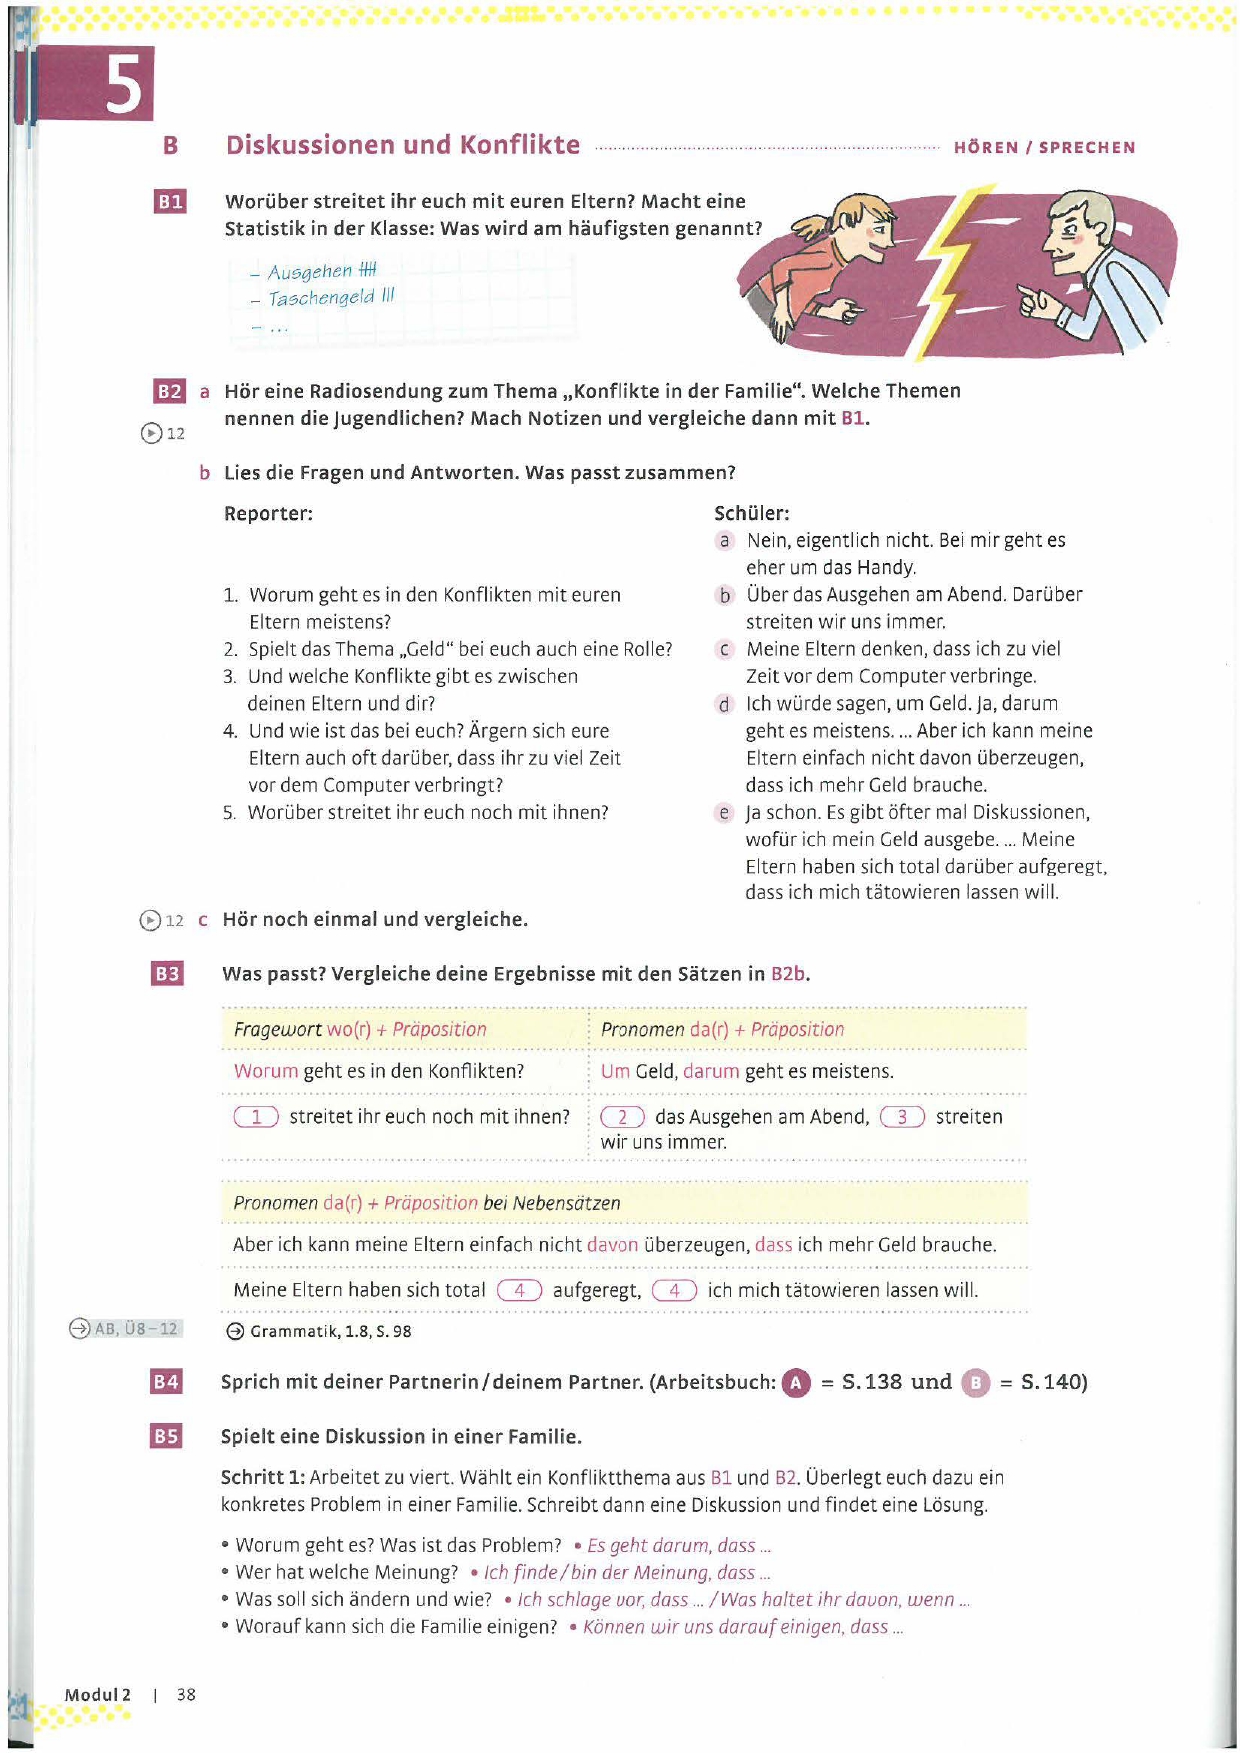 5
B Diskussionen und Konflikte HÖREN / SPRECHEN
B1 Worüber streitet ihr euch mit euren Eltern? Macht eine
Statistik in der Klasse: Was wird am häufigsten genannt?
– Ausgehen 卌
– Taschengeld III
– ...
B2 a Hör eine Radiosendung zum Thema „Konflikte in der Familie“. Welche Themen
nennen die Jugendlichen? Mach Notizen und vergleiche dann mit B1.
12
b Lies die Fragen und Antworten. Was passt zusammen?
Reporter:
1. Worum geht es in den Konflikten mit euren
Eltern meistens?
2. Spielt das Thema „Geld“ bei euch auch eine Rolle?
3. Und welche Konflikte gibt es zwischen
deinen Eltern und dir?
4. Und wie ist das bei euch? Ärgern sich eure
Eltern auch oft darüber, dass ihr zu viel Zeit
vor dem Computer verbringt?
5. Worüber streitet ihr euch noch mit ihnen?
Schüler:
a Nein, eigentlich nicht. Bei mir geht es
eher um das Handy.
b Über das Ausgehen am Abend. Darüber
streiten wir uns immer.
c Meine Eltern denken, dass ich zu viel
Zeit vor dem Computer verbringe.
d Ich würde sagen, um Geld. Ja, darum
geht es meistens. ... Aber ich kann meine
Eltern einfach nicht davon überzeugen,
dass ich mehr Geld brauche.
e Ja schon. Es gibt öfter mal Diskussionen,
wofür ich mein Geld ausgebe. ... Meine
Eltern haben sich total darüber aufgeregt,
dass ich mich tätowieren lassen will.
12 c Hör noch einmal und vergleiche.
B3 Was passt? Vergleiche deine Ergebnisse mit den Sätzen in B2b.
Fragewort wo(r) + Präposition Pronomen da(r) + Präposition
Worum geht es in den Konflikten? Um Geld, darum geht es meistens.
1 streitet ihr euch noch mit ihnen? 2 das Ausgehen am Abend, 3 streiten
wir uns immer.
Pronomen da(r) + Präposition bei Nebensätzen
Aber ich kann meine Eltern einfach nicht davon überzeugen, dass ich mehr Geld brauche.
Meine Eltern haben sich total 4 aufgeregt, 4 ich mich tätowieren lassen will.
AB, Ü8–12 Grammatik, 1.8, S. 98
B4 Sprich mit deiner Partnerin / deinem Partner. (Arbeitsbuch: A = S. 138 und B = S. 140)
B5 Spielt eine Diskussion in einer Familie.
Schritt 1: Arbeitet zu viert. Wählt ein Konfliktthema aus B1 und B2. Überlegt euch dazu ein
konkretes Problem in einer Familie. Schreibt dann eine Diskussion und findet eine Lösung.
• Worum geht es? Was ist das Problem? • Es geht darum, dass ...
• Wer hat welche Meinung? • Ich finde / bin der Meinung, dass ...
• Was soll sich ändern und wie? • Ich schlage vor, dass ... / Was haltet ihr davon, wenn ...
• Worauf kann sich die Familie einigen? • Können wir uns darauf einigen, dass ...
Modul 2 | 38